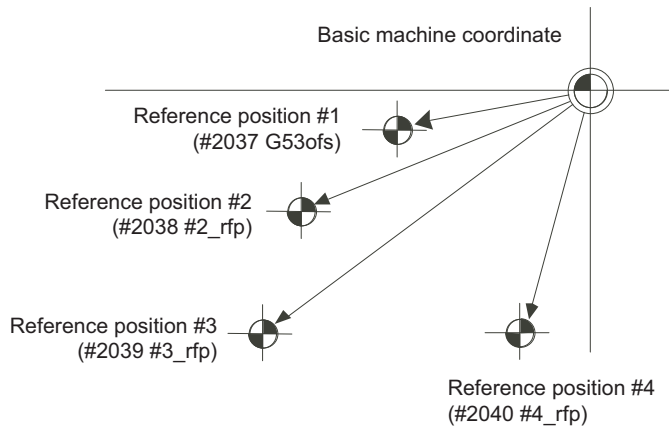 Basic machine coordinate
Reference position #1
(#2037 G53ofs)
Reference position #2
(#2038 #2_rfp)
Reference position #3
(#2039 #3_rfp)
Reference position #4
(#2040 #4_rfp)